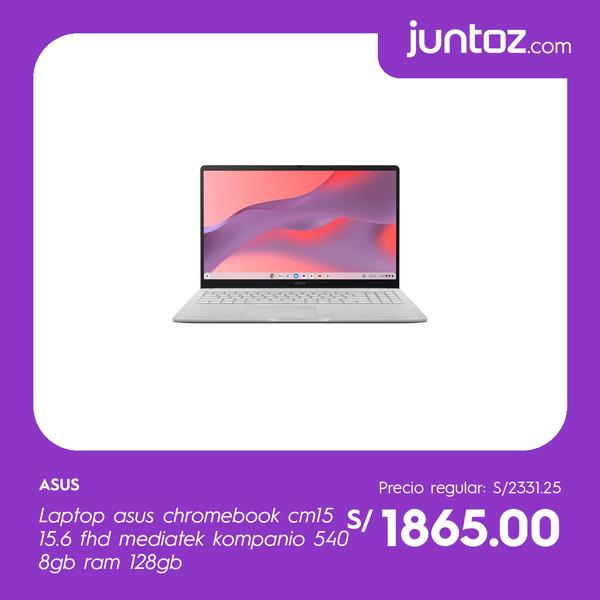 juntoz.com
ASUS
Laptop asus chromebook cm15
15.6 fhd mediatek kompanio 540
8gb ram 128gb
Precio regular: S/2331.25
S/ 1865.00